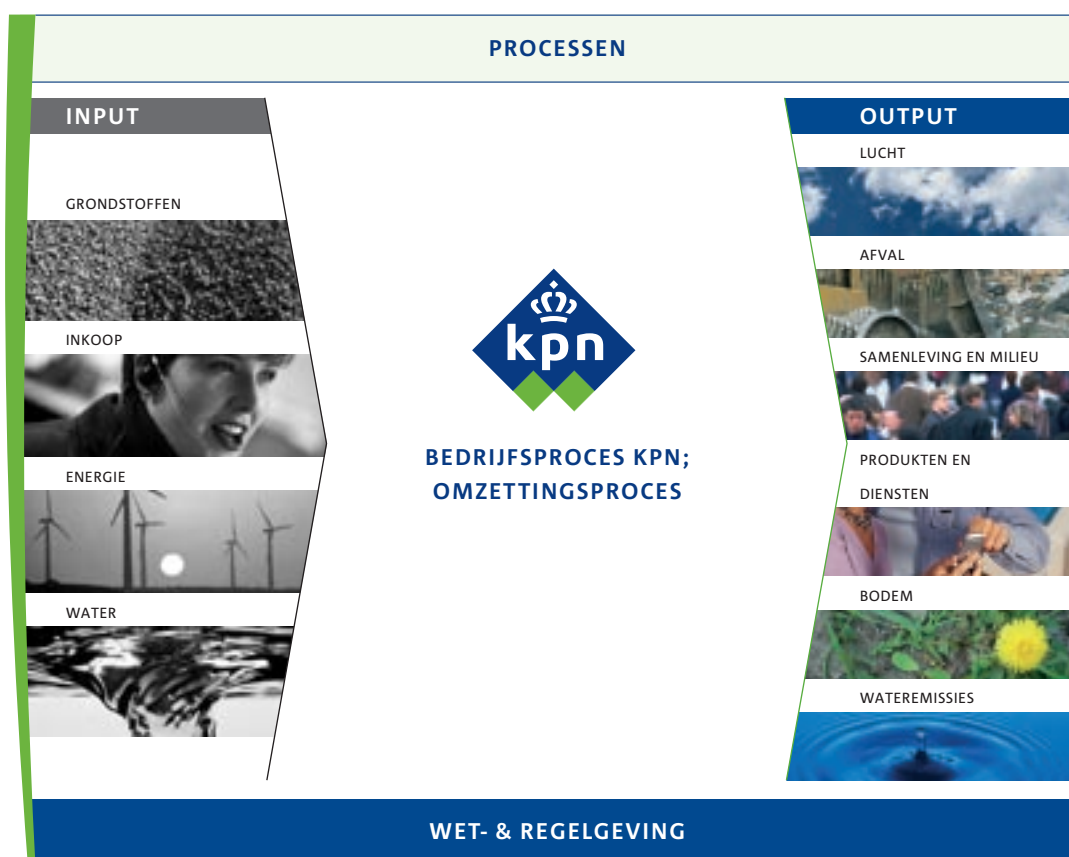 PROCESSEN
INPUT
GRONDSTOFFEN
INKOOP
ENERGIE
WATER
kpn
BEDRIJFSPROCES KPN;
OMZETTINGSPROCES
OUTPUT
LUCHT
AFVAL
SAMENLEVING EN MILIEU
PRODUKTEN EN
DIENSTEN
BODEM
WATEREMISSIES
WET- & REGELGEVING